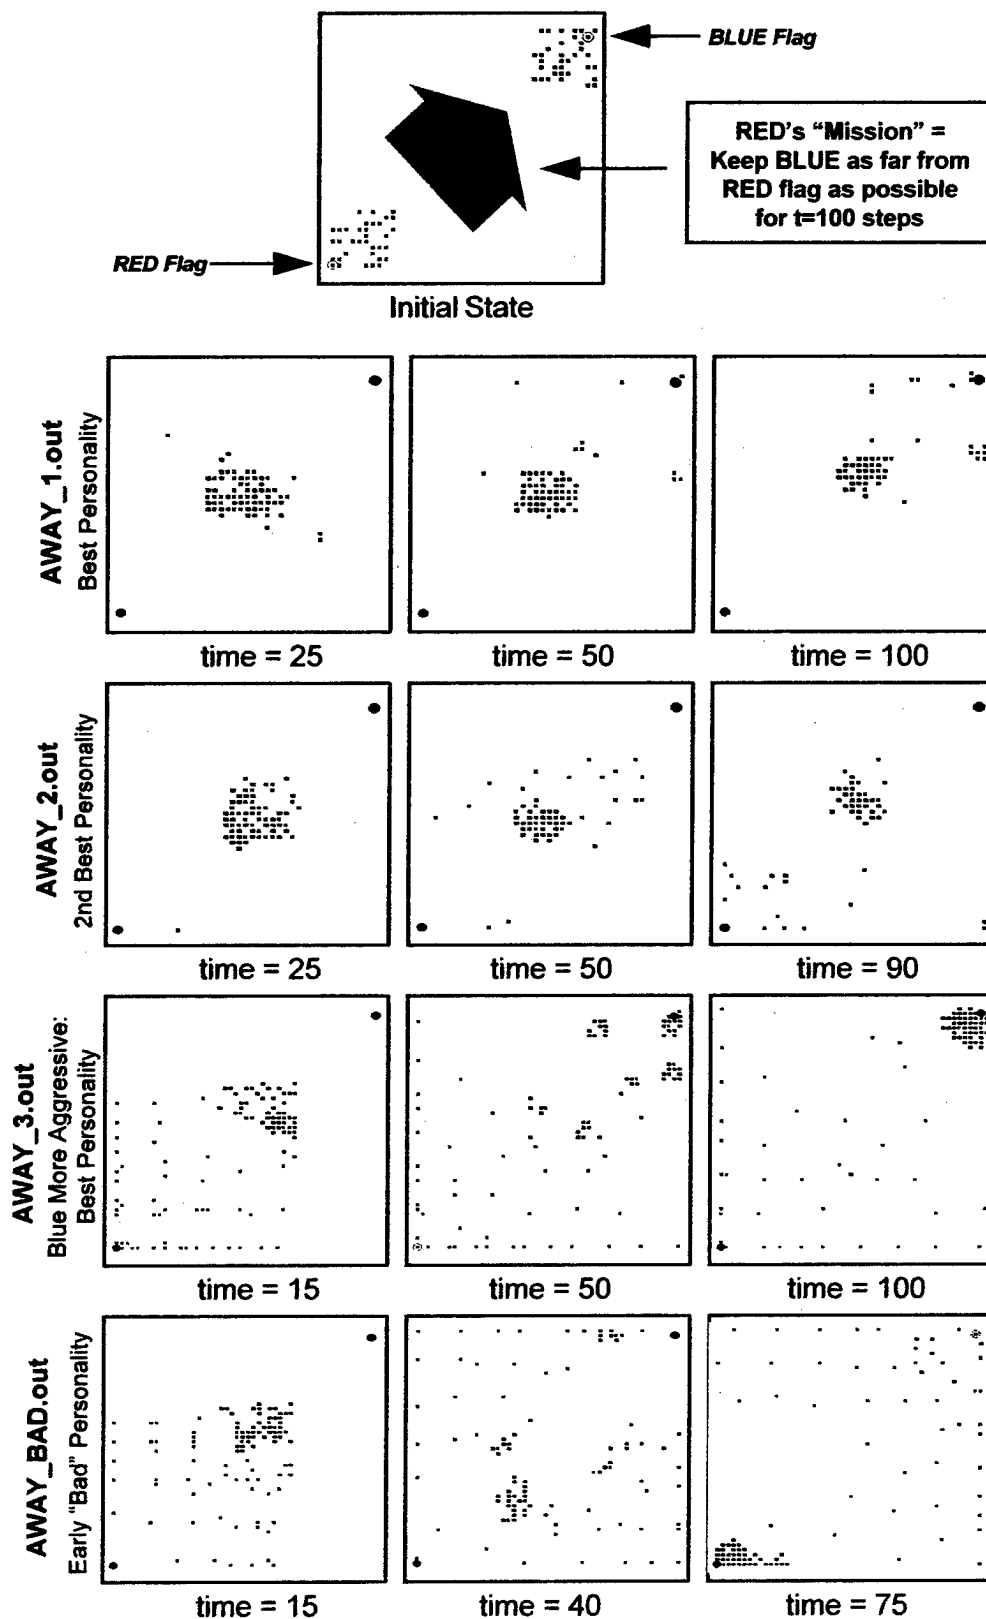 BLUE Flag
RED's “Mission” =
Keep BLUE as far from
RED flag as possible
for t=100 steps
RED Flag
Initial State
AWAY_1.out
Best Personality
time = 25
time = 50
time = 100
AWAY_2.out
2nd Best Personality
time = 25
time = 50
time = 90
AWAY_3.out
Blue More Aggressive:
Best Personality
time = 15
time = 50
time = 100
AWAY_BAD.out
Early “Bad” Personality
time = 15
time = 40
time = 75